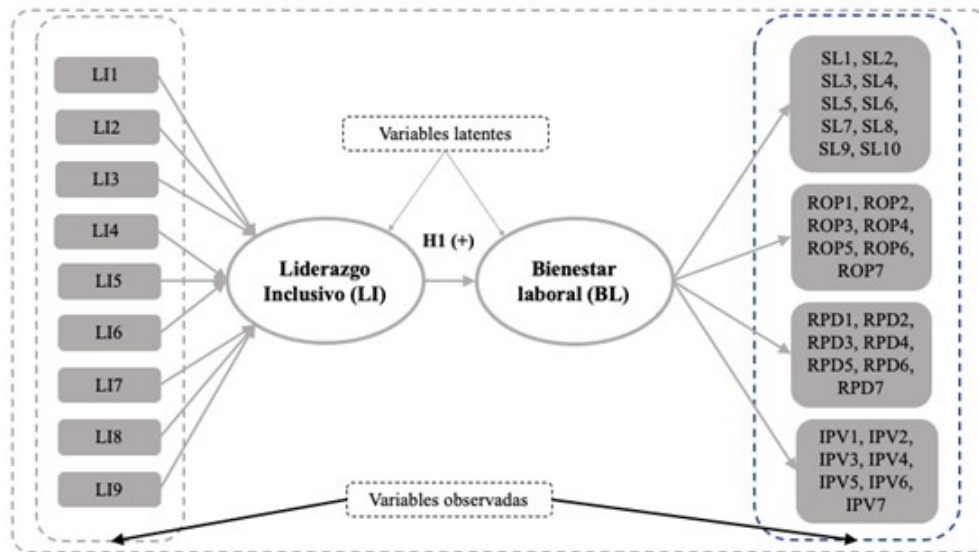 LI1
LI2
LI3
LI4
LI5
LI6
LI7
LI8
LI9
Variables latentes
Liderazgo
Inclusivo (LI)
H1 (+)
Bienestar
laboral (BL)
Variables observadas
SL1, SL2,
SL3, SL4,
SL5, SL6,
SL7, SL8,
SL9, SL10
ROP1, ROP2,
ROP3, ROP4,
ROP5, ROP6,
ROP7
RPD1, RPD2,
RPD3, RPD4,
RPD5, RPD6,
RPD7
IPV1, IPV2,
IPV3, IPV4,
IPV5, IPV6,
IPV7